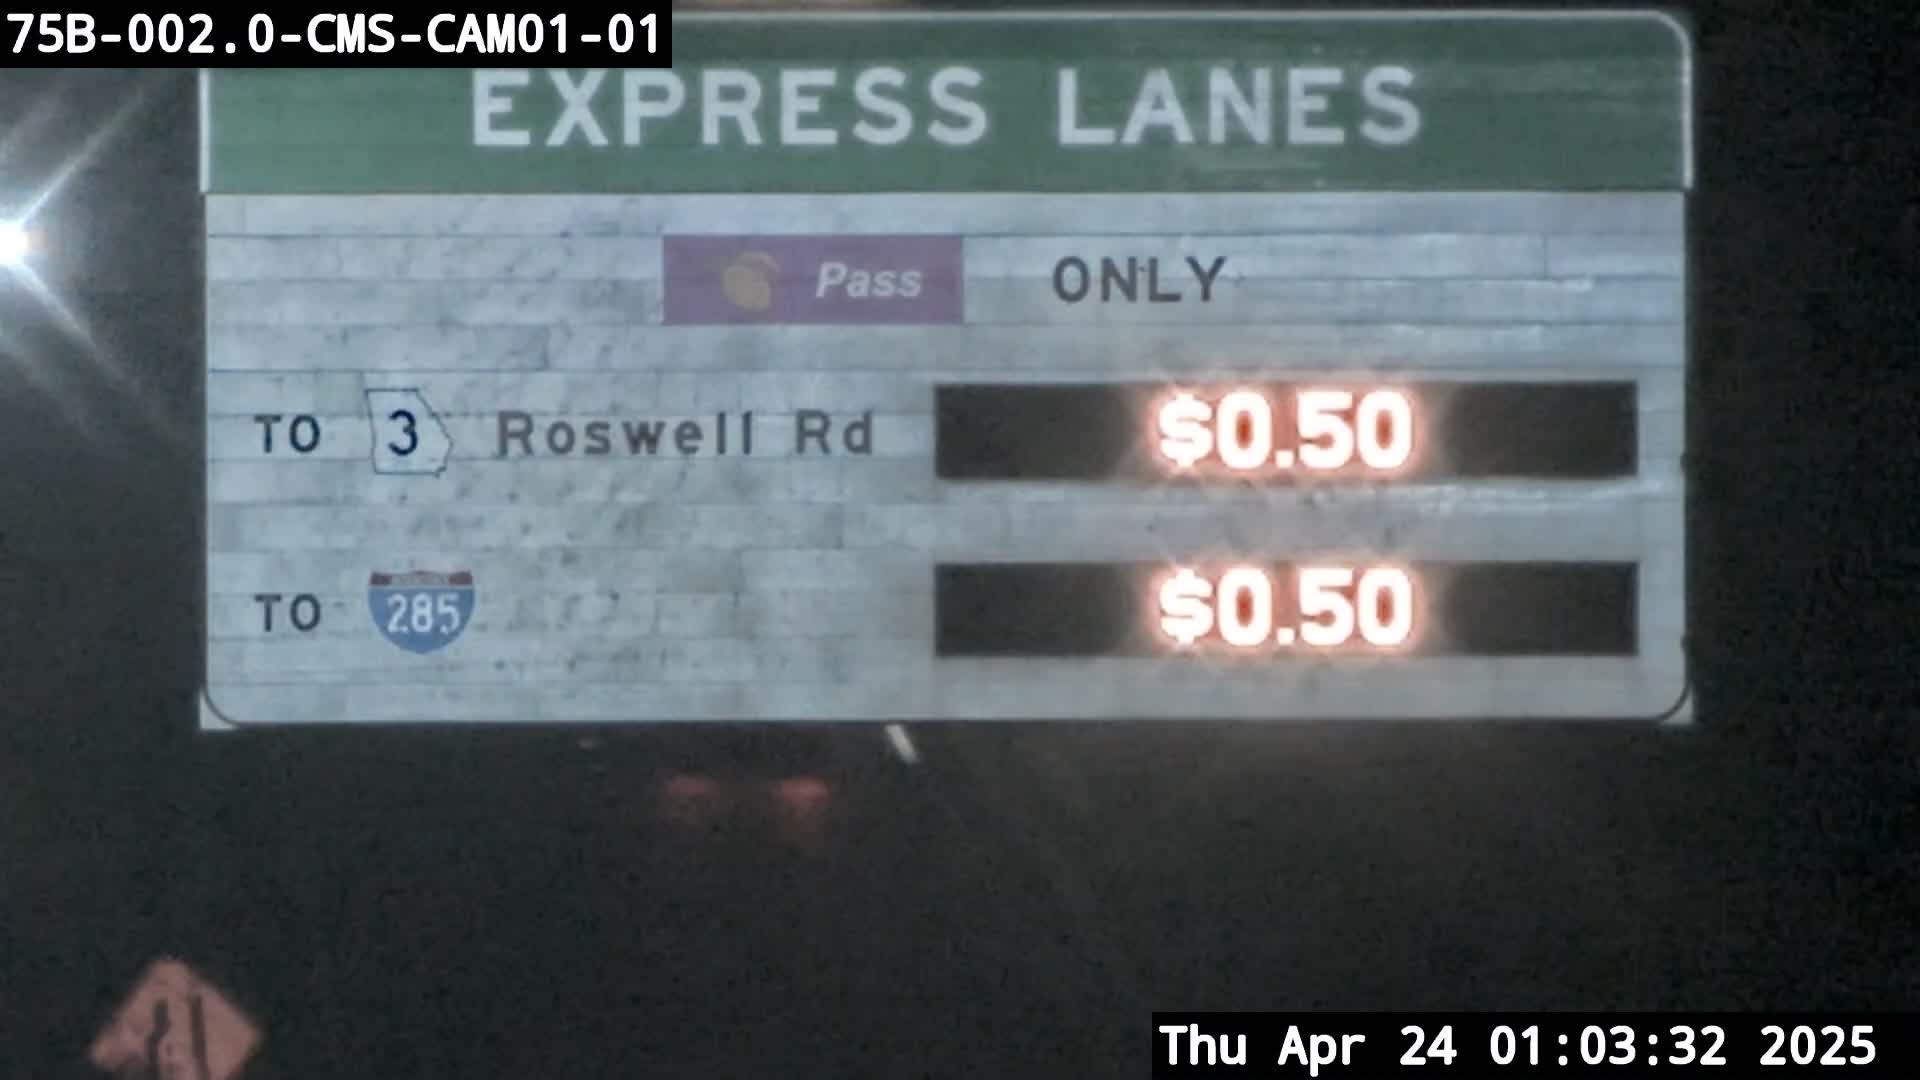 75B-002.0-CMS-CAM01-01
EXPRESS LANES
Pass ONLY
TO 3 Roswell Rd $0.50
TO 285 $0.50
Thu Apr 24 01:03:32 2025